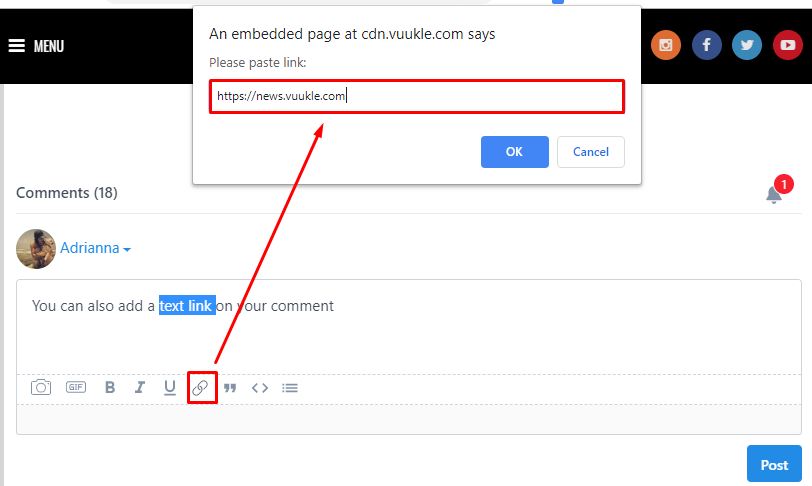 An embedded page at cdn.vuukle.com says
Please paste link:
https://news.vuukle.com
OK Cancel
MENU
Comments (18)
1
Adrianna
You can also add a text link on your comment
GIF B I U
Post